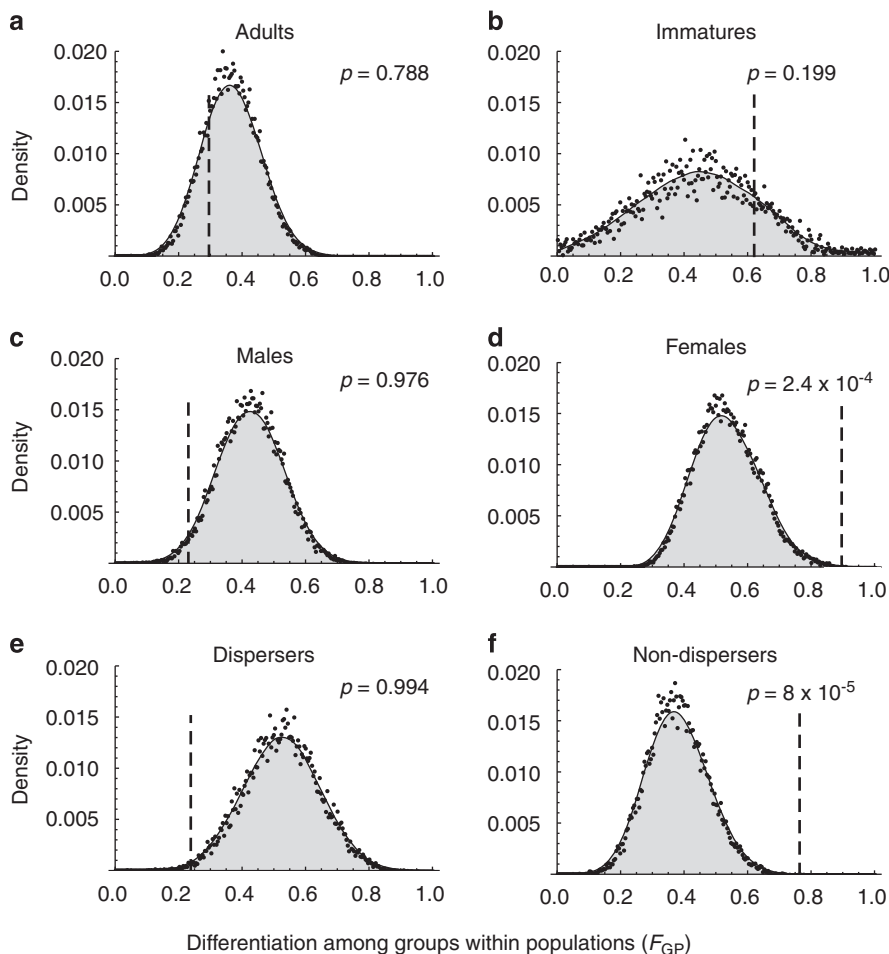 a
Adults
0.020
0.015
0.010
0.005
Density
p = 0.788
0.0 0.2 0.4 0.6 0.8 1.0
b
Immatures
0.020
0.015
0.010
0.005
p = 0.199
0.0 0.2 0.4 0.6 0.8 1.0
c
Males
0.020
0.015
0.010
0.005
Density
p = 0.976
0.0 0.2 0.4 0.6 0.8 1.0
d
Females
0.020
0.015
0.010
0.005
p = 2.4 x 10⁻⁴
0.0 0.2 0.4 0.6 0.8 1.0
e
Dispersers
0.020
0.015
0.010
0.005
Density
p = 0.994
0.0 0.2 0.4 0.6 0.8 1.0
f
Non-dispersers
0.020
0.015
0.010
0.005
p = 8 x 10⁻⁵
0.0 0.2 0.4 0.6 0.8 1.0
Differentiation among groups within populations (F_GP)